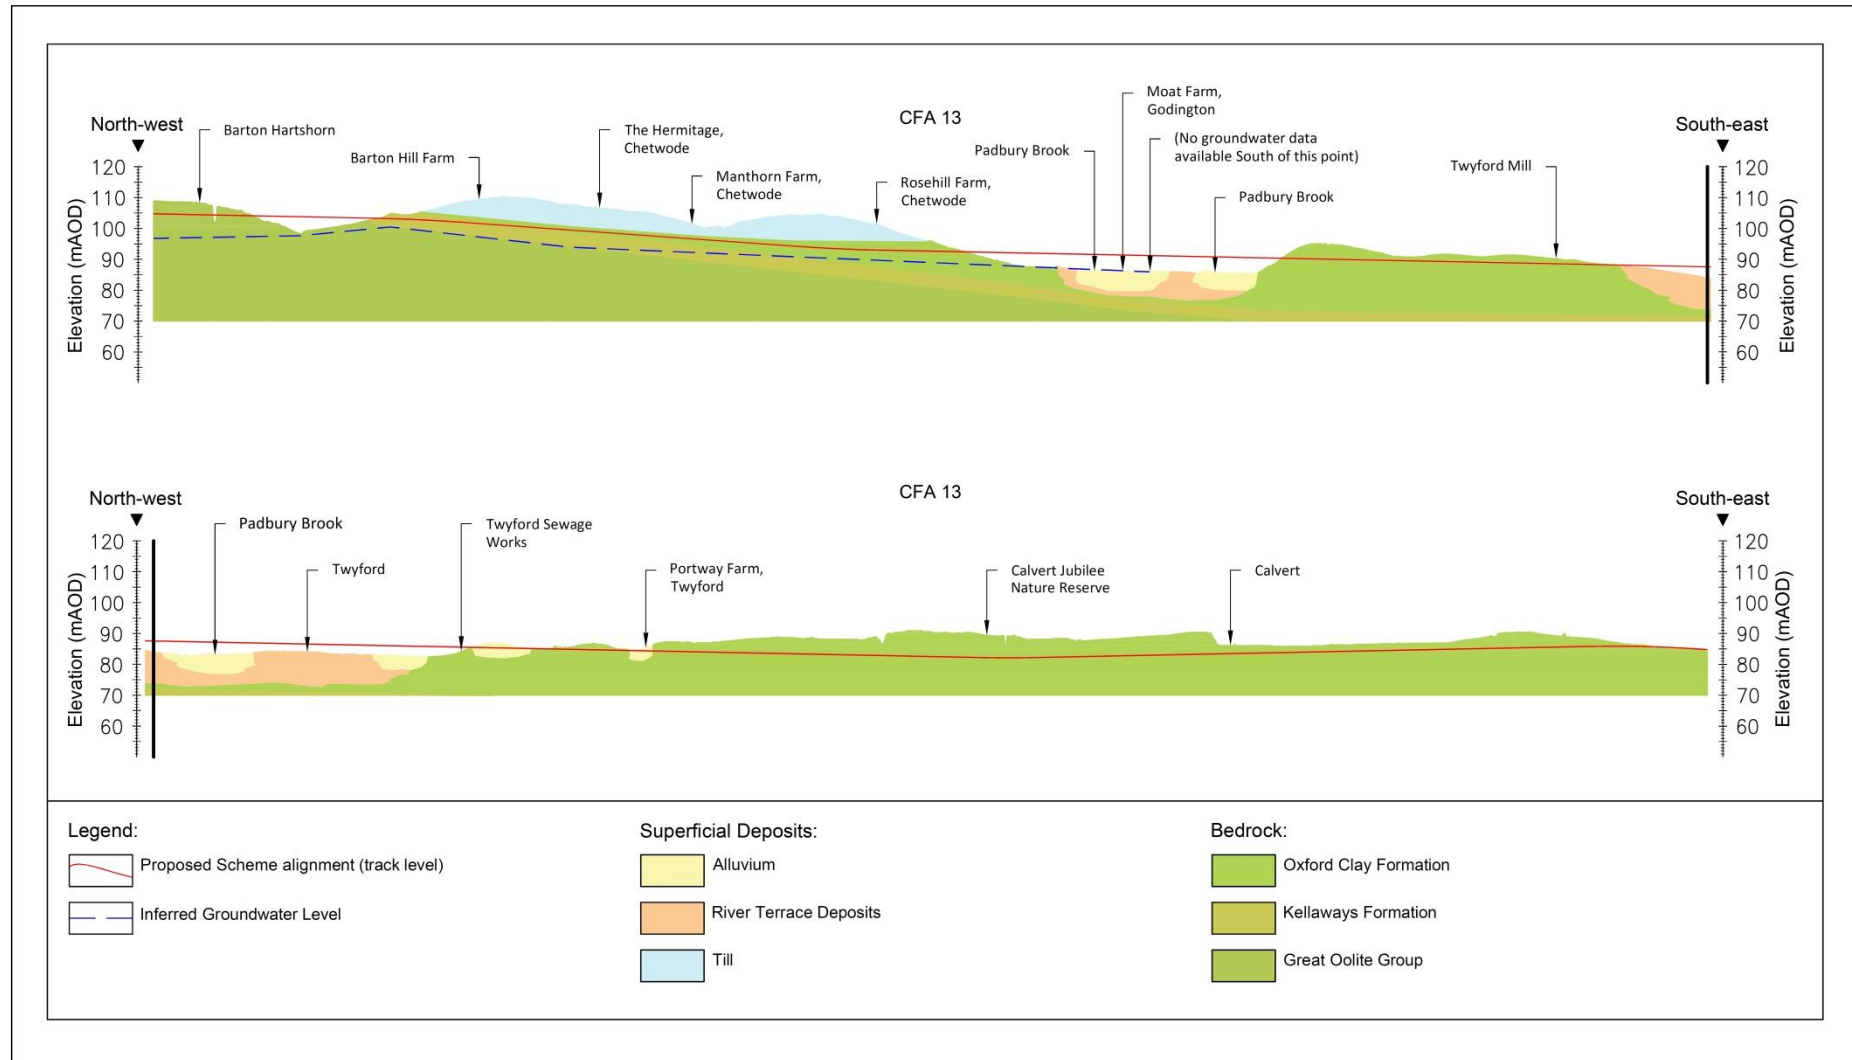 CFA 13
North-west
South-east
Barton Hartshorn
Barton Hill Farm
The Hermitage,
Chetwode
Manthorn Farm,
Chetwode
Rosehill Farm,
Chetwode
Padbury Brook
Moat Farm,
Godington
(No groundwater data
available South of this point)
Padbury Brook
Twyford Mill
Elevation (mAOD)
120
110
100
90
80
70
60
120
110
100
90
80
70
60
Elevation (mAOD)
CFA 13
North-west
South-east
Padbury Brook
Twyford
Twyford Sewage
Works
Portway Farm,
Twyford
Calvert Jubilee
Nature Reserve
Calvert
Elevation (mAOD)
120
110
100
90
80
70
60
120
110
100
90
80
70
60
Elevation (mAOD)
Legend:
Proposed Scheme alignment (track level)
Inferred Groundwater Level
Superficial Deposits:
Alluvium
River Terrace Deposits
Till
Bedrock:
Oxford Clay Formation
Kellaways Formation
Great Oolite Group